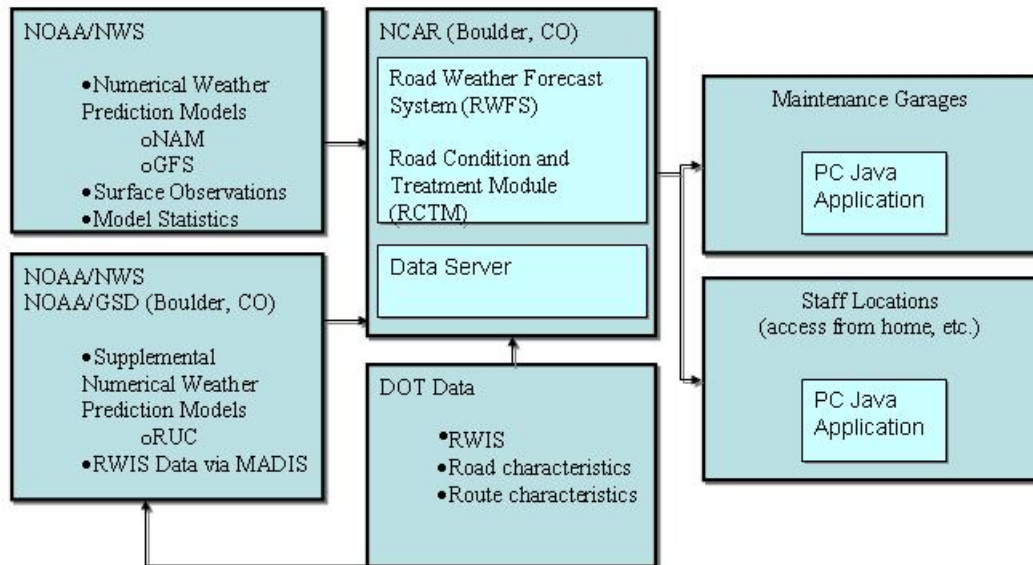 NOAA/NWS
•Numerical Weather
Prediction Models
oNAM
oGFS
•Surface Observations
•Model Statistics
NOAA/NWS
NOAA/GSD (Boulder, CO)
•Supplemental
Numerical Weather
Prediction Models
oRUC
•RWIS Data via MADIS
NCAR (Boulder, CO)
Road Weather Forecast
System (RWFS)
Road Condition and
Treatment Module
(RCTM)
Data Server
DOT Data
•RWIS
•Road characteristics
•Route characteristics
Maintenance Garages
PC Java
Application
Staff Locations
(access from home, etc.)
PC Java
Application